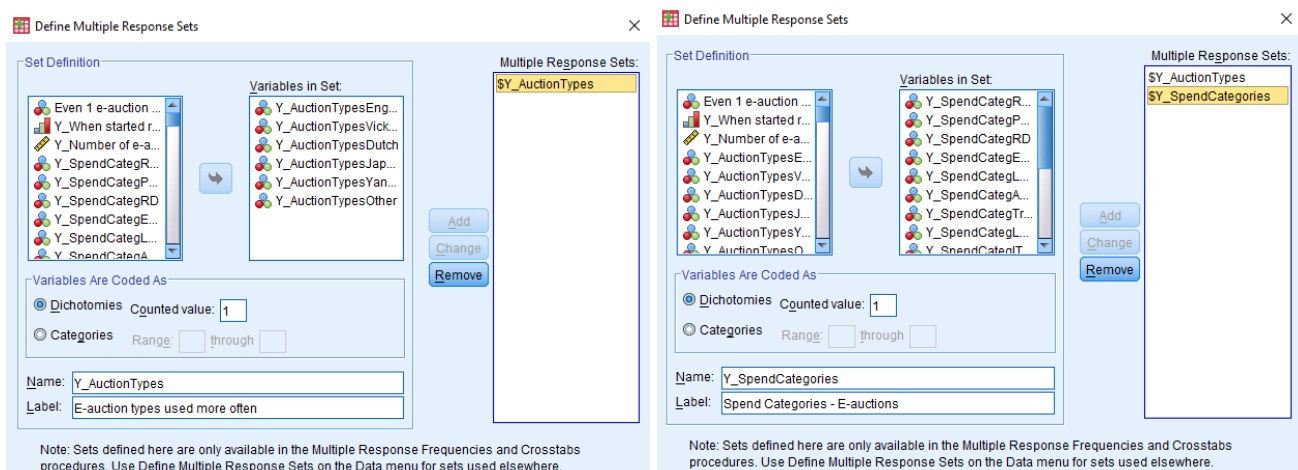 Define Multiple Response Sets
Set Definition
Variables in Set:
Multiple Response Sets:
Even 1 e-auction ...
Y_When started r...
Y_Number of e-a...
Y_SpendCategR...
Y_SpendCategP...
Y_SpendCategRD
Y_SpendCategE...
Y_SpendCategL...
Y_SpendCategA...
Y_AuctionTypesEng...
Y_AuctionTypesVick...
Y_AuctionTypesDutch
Y_AuctionTypesJap...
Y_AuctionTypesYan...
Y_AuctionTypesOther
$Y_AuctionTypes
Add
Change
Remove
Variables Are Coded As
Dichotomies Counted value: 1
Categories Range: through
Name: Y_AuctionTypes
Label: E-auction types used more often
Note: Sets defined here are only available in the Multiple Response Frequencies and Crosstabs
procedures. Use Define Multiple Response Sets on the Data menu for sets used elsewhere.
Define Multiple Response Sets
Set Definition
Variables in Set:
Multiple Response Sets:
Even 1 e-auction ...
Y_When started r...
Y_Number of e-a...
Y_AuctionTypesE...
Y_AuctionTypesV...
Y_AuctionTypesD...
Y_AuctionTypesJ...
Y_AuctionTypesY...
Y_AuctionTypesO...
Y_SpendCategR...
Y_SpendCategP...
Y_SpendCategRD
Y_SpendCategE...
Y_SpendCategL...
Y_SpendCategA...
Y_SpendCategTr...
Y_SpendCategL...
Y_SpendCategIT...
$Y_AuctionTypes
$Y_SpendCategories
Add
Change
Remove
Variables Are Coded As
Dichotomies Counted value: 1
Categories Range: through
Name: Y_SpendCategories
Label: Spend Categories - E-auctions
Note: Sets defined here are only available in the Multiple Response Frequencies and Crosstabs
procedures. Use Define Multiple Response Sets on the Data menu for sets used elsewhere.